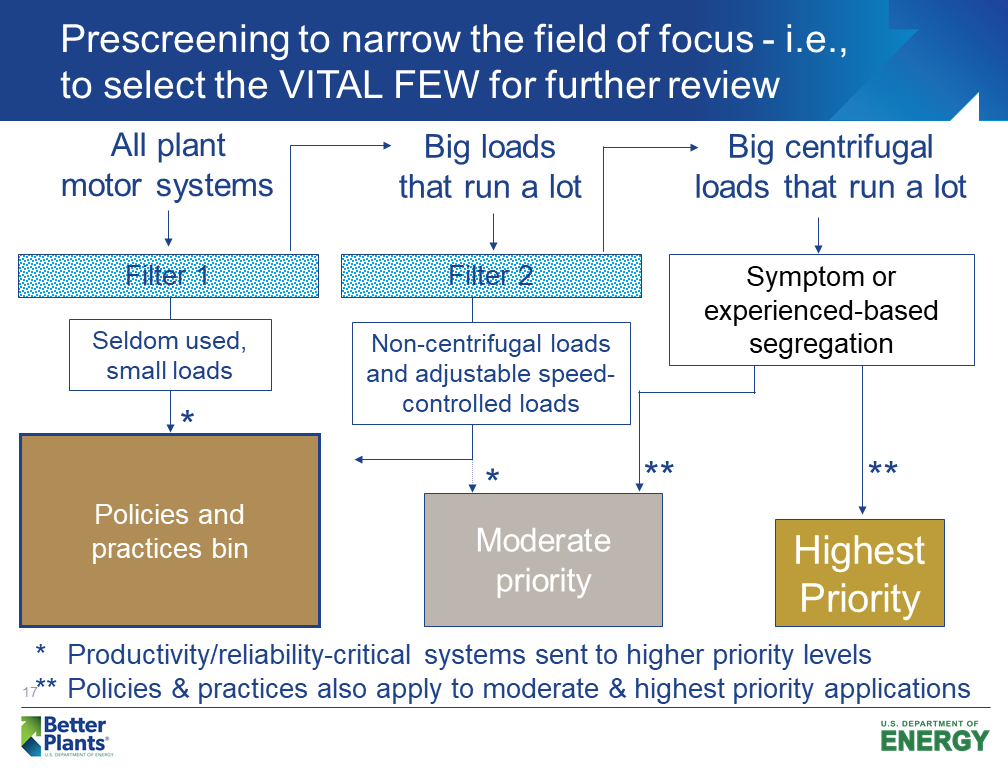 Prescreening to narrow the field of focus - i.e.,
to select the VITAL FEW for further review
All plant
motor systems
Big loads
that run a lot
Big centrifugal
loads that run a lot
Filter 1
Filter 2
Symptom or
experienced-based
segregation
Seldom used,
small loads
Non-centrifugal loads
and adjustable speed-
controlled loads
*
*
**
**
Policies and
practices bin
Moderate
priority
Highest
Priority
* Productivity/reliability-critical systems sent to higher priority levels
** Policies & practices also apply to moderate & highest priority applications
17
Better
Plants®
U.S. DEPARTMENT OF ENERGY
U.S. DEPARTMENT OF
ENERGY